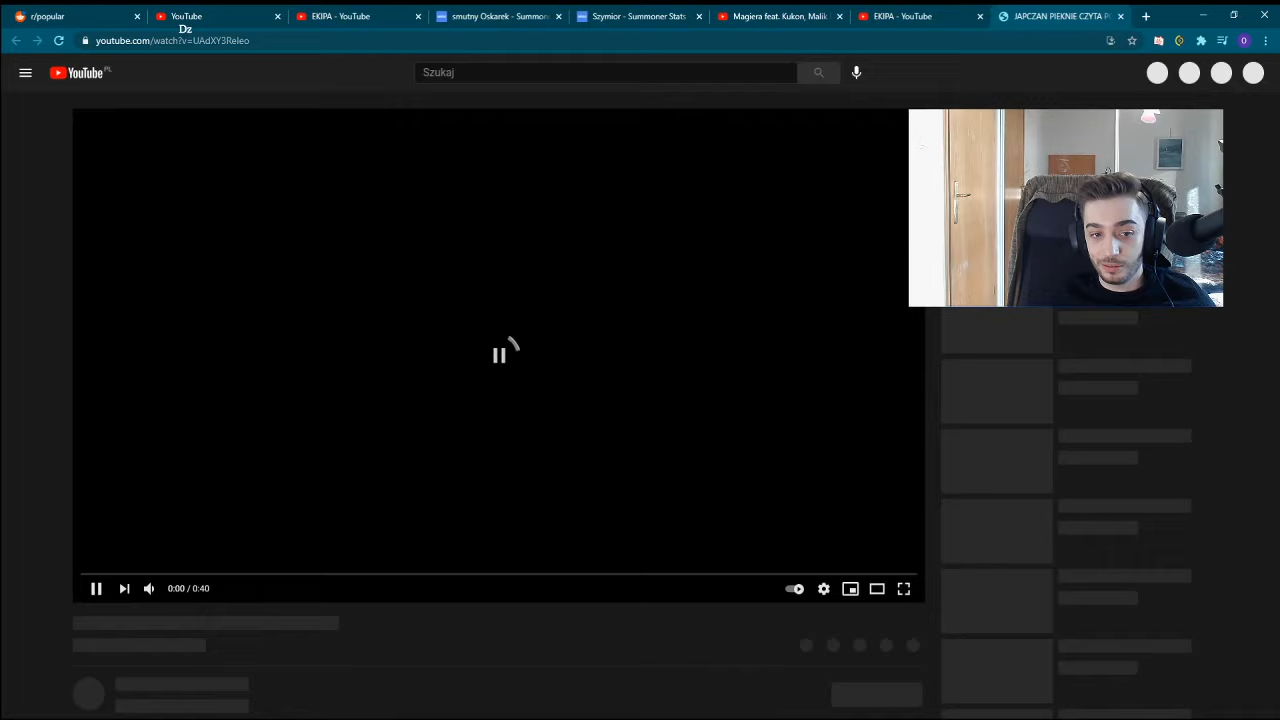 r/popular
YouTube
EKIPA - YouTube
smutny Oskarek - Summon
Szymior - Summoner Stats
Magiera feat. Kukon, Malik
EKIPA - YouTube
JAPCZAN PIEKNIE CZYTA P
Dz
youtube.com/watch?v=UAdXY3ReIeo
O
YouTube PL
Szukaj
0:00 / 0:40